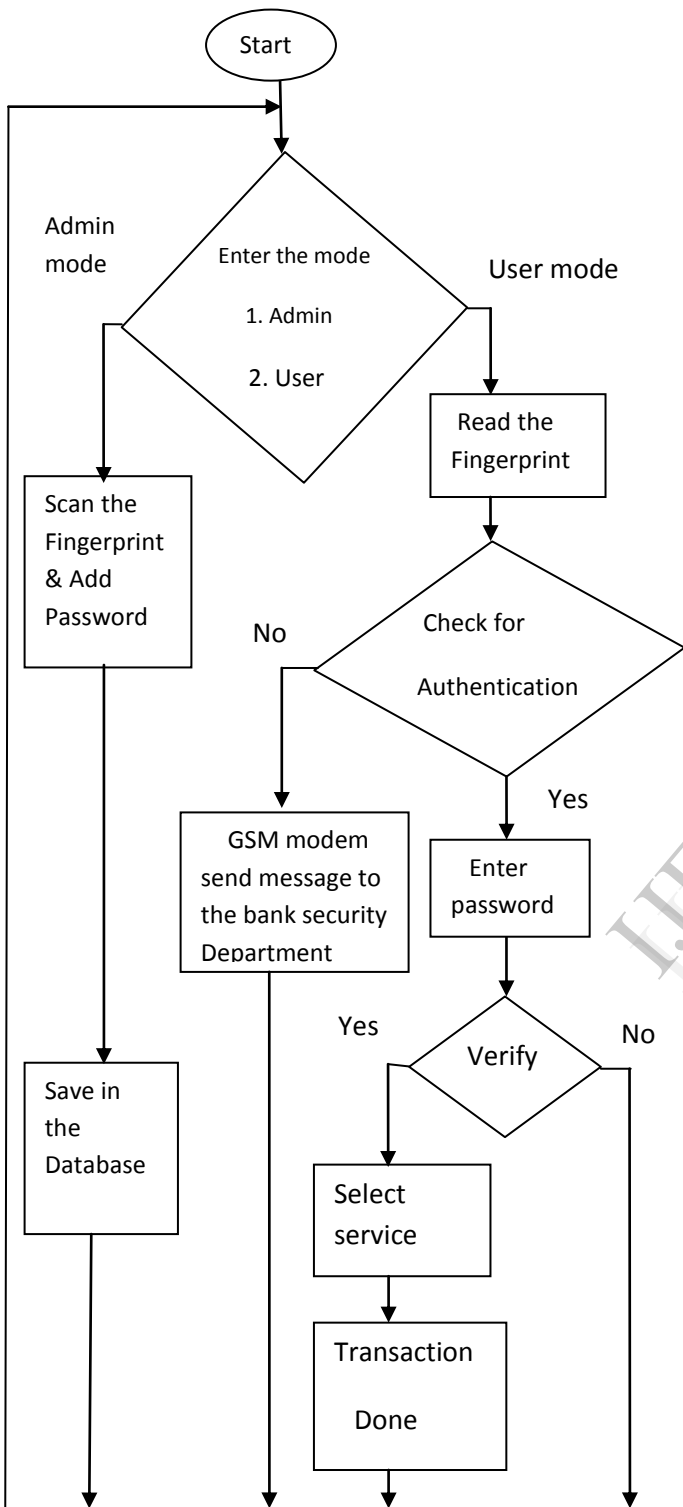 Start
Admin
mode
Enter the mode
1. Admin
2. User
User mode
Read the
Fingerprint
Scan the
Fingerprint
& Add
Password
No
Check for
Authentication
Yes
GSM modem
send message to
the bank security
Department
Enter
password
Yes
Verify
No
Save in
the
Database
Select
service
Transaction
Done